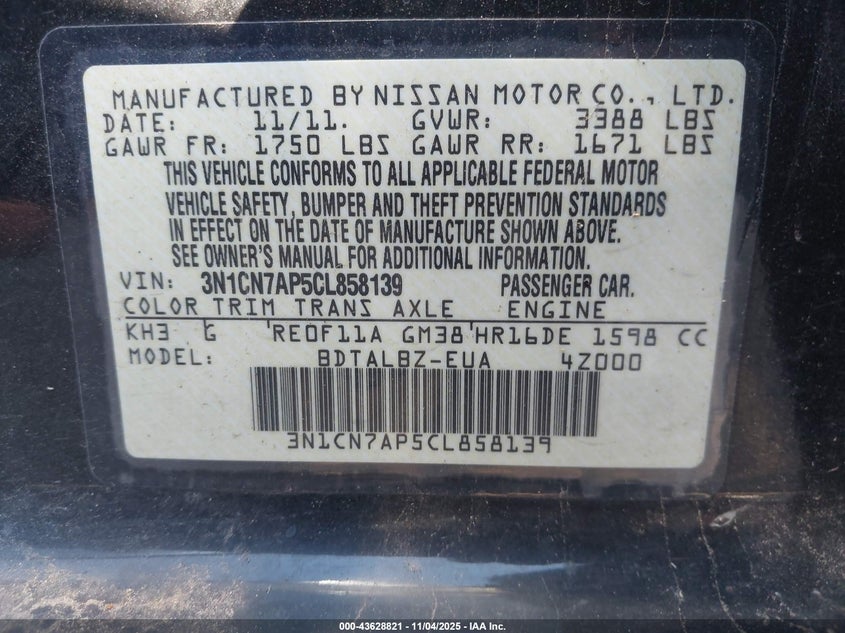 MANUFACTURED BY NISSAN MOTOR CO., LTD.
DATE: 11/11. GVWR: 3388 LBS
GAWR FR: 1750 LBS GAWR RR: 1671 LBS
THIS VEHICLE CONFORMS TO ALL APPLICABLE FEDERAL MOTOR
VEHICLE SAFETY, BUMPER AND THEFT PREVENTION STANDARDS
IN EFFECT ON THE DATE OF MANUFACTURE SHOWN ABOVE.
SEE OWNER'S MANUAL FOR ADDITIONAL INFORMATION.
VIN: 3N1CN7AP5CL858139 PASSENGER CAR.
COLOR TRIM TRANS AXLE ENGINE
KH3 G 'RE0F11A GM38'HR16DE 1598 CC
MODEL: BDTALBZ-EUA 4Z000
3N1CN7AP5CL858139
000-43628821 - 11/04/2025 - IAA Inc.